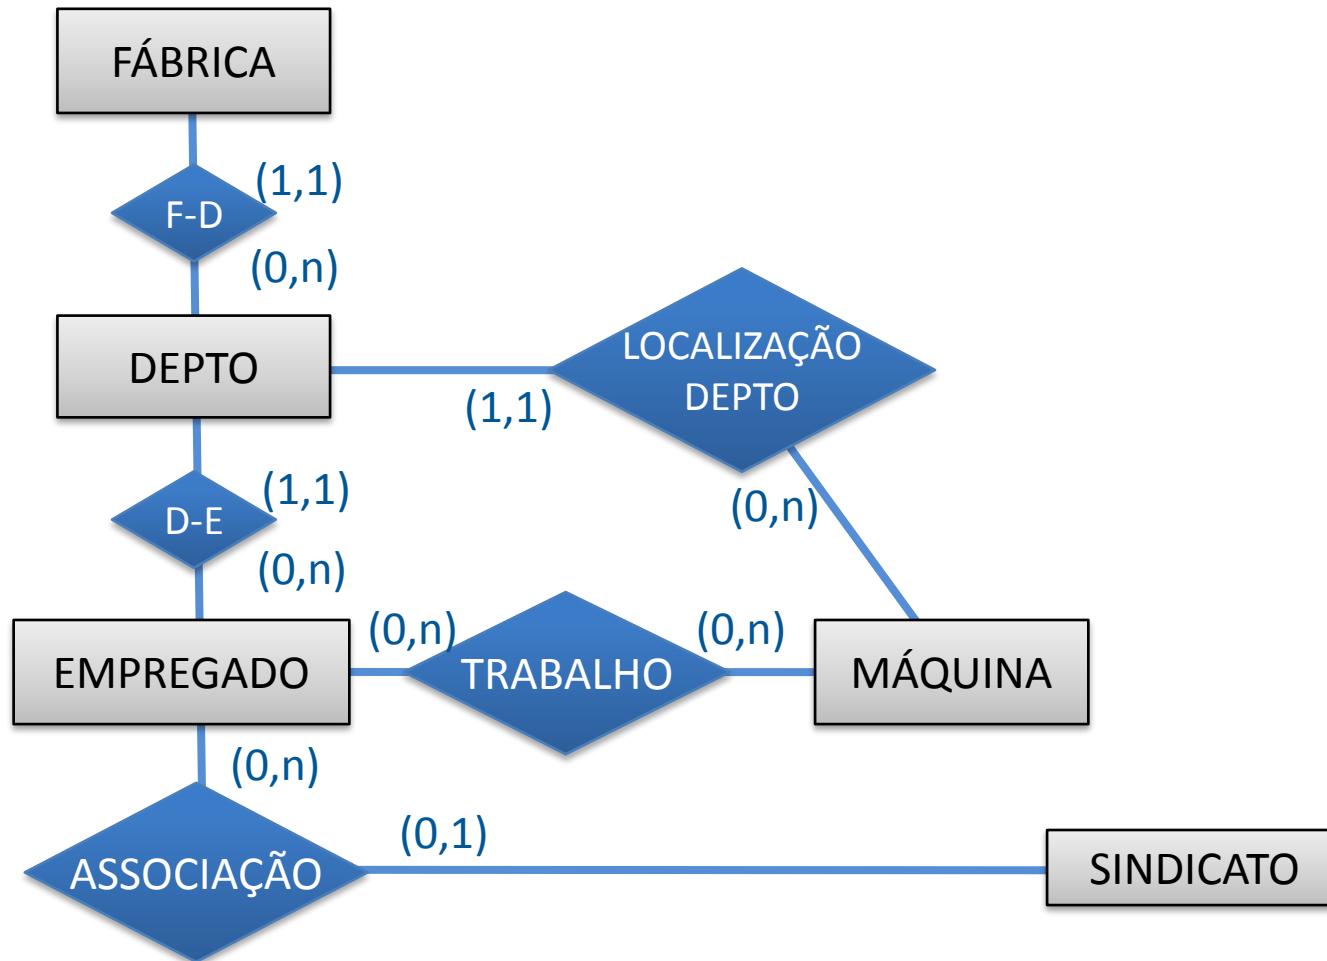 FÁBRICA
(1,1)
F-D
(0,n)
DEPTO
LOCALIZAÇÃO
DEPTO
(1,1)
(1,1)
D-E
(0,n)
(0,n)
(0,n)
(0,n)
EMPREGADO
TRABALHO
MÁQUINA
(0,n)
(0,1)
ASSOCIAÇÃO
SINDICATO